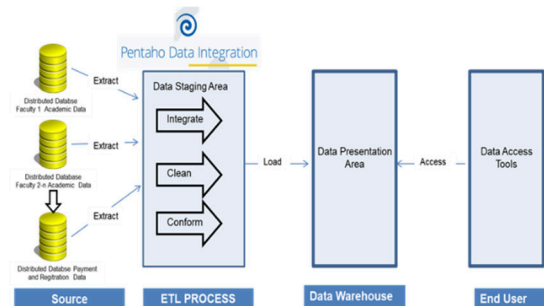 Pentaho Data Integration
Extract
Distributed Databse
Faculty 1 Academic Data
Extract
Distributed Database
Faculty 2-n Academic Data
Extract
Distributed Databse Payment
and Regitration Data
Data Staging Area
Integrate
Clean
Conform
Load
Data Presentation
Area
Access
Data Access
Tools
Source
ETL PROCESS
Data Warehouse
End User